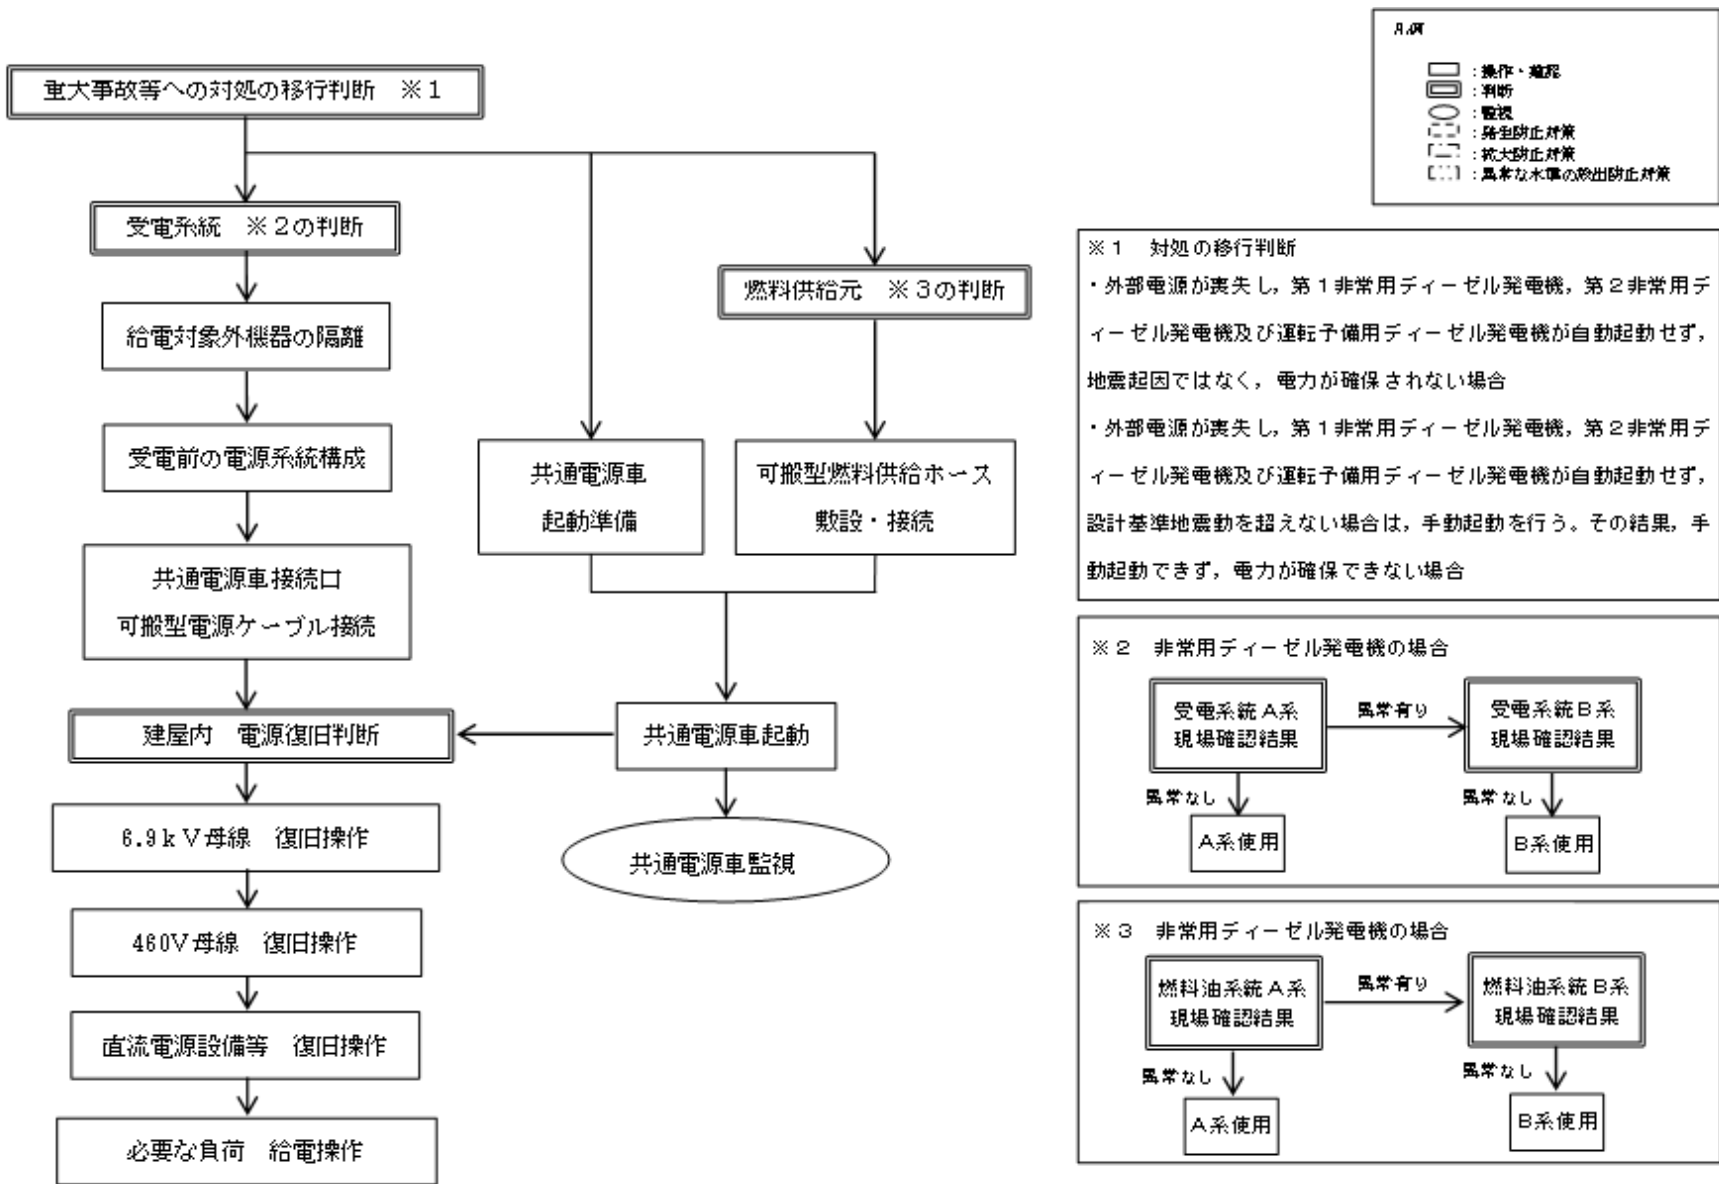 重大事故等への対処の移行判断　※１
受電系統　※２の判断
給電対象外機器の隔離
受電前の電源系統構成
共通電源車接続口
可搬型電源ケーブル接続
建屋内　電源復旧判断
6.9ｋＶ母線　復旧操作
460V母線　復旧操作
直流電源設備等　復旧操作
必要な負荷　給電操作
共通電源車
起動準備
燃料供給元　※３の判断
可搬型燃料供給ホース
敷設・接続
共通電源車起動
共通電源車監視
凡例
：操作・確認
：判断
：監視
：発生防止対策
：拡大防止対策
：異常な水準の放出防止対策
※１　対処の移行判断
・外部電源が喪失し，第１非常用ディーゼル発電機，第２非常用デ
ィーゼル発電機及び運転予備用ディーゼル発電機が自動起動せず，
地震起因ではなく，電力が確保されない場合
・外部電源が喪失し，第１非常用ディーゼル発電機，第２非常用デ
ィーゼル発電機及び運転予備用ディーゼル発電機が自動起動せず，
設計基準地震動を超えない場合は，手動起動を行う。その結果，手
動起動できず，電力が確保できない場合
※２　非常用ディーゼル発電機の場合
受電系統Ａ系
現場確認結果
異常有り
受電系統Ｂ系
現場確認結果
異常なし
異常なし
Ａ系使用
Ｂ系使用
※３　非常用ディーゼル発電機の場合
燃料油系統Ａ系
現場確認結果
異常有り
燃料油系統Ｂ系
現場確認結果
異常なし
異常なし
Ａ系使用
Ｂ系使用